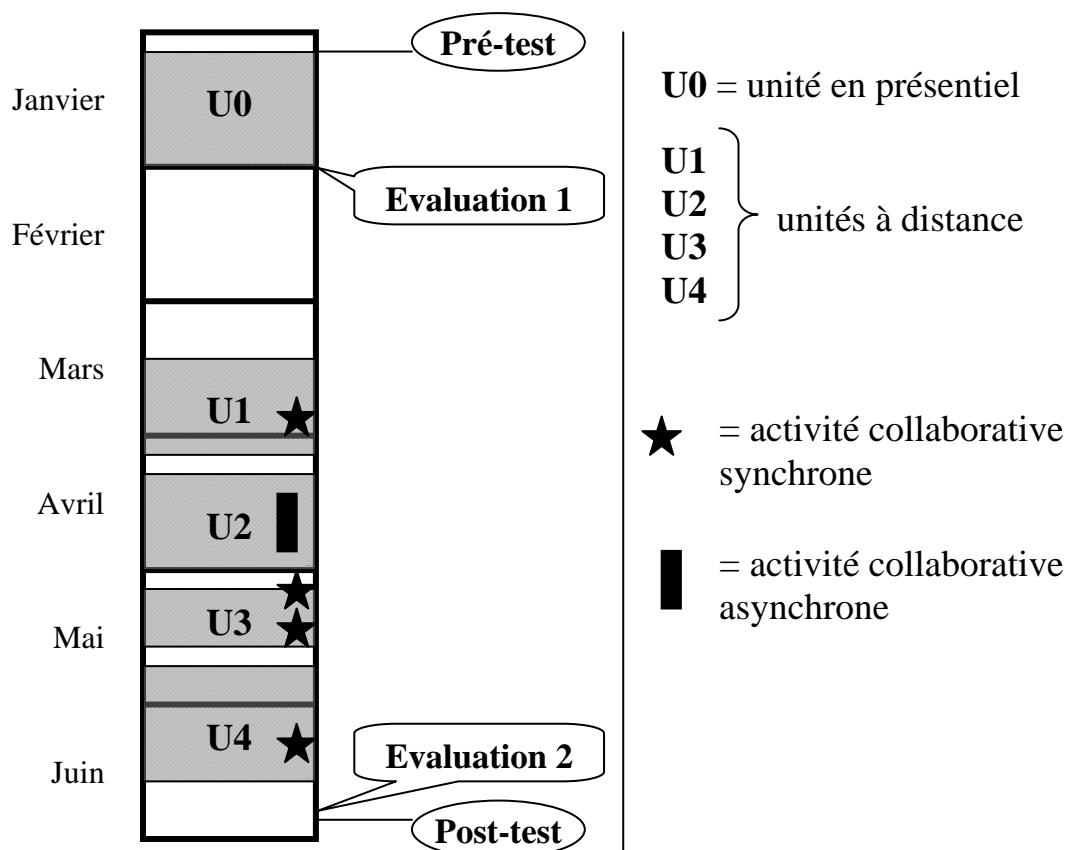 Pré-test
Janvier
U0
Evaluation 1
Février
Mars
U1
Avril
U2
U3
Mai
U4
Evaluation 2
Juin
Post-test
U0 = unité en présentiel
U1
U2
U3
U4
unités à distance
= activité collaborative
synchrone
= activité collaborative
asynchrone